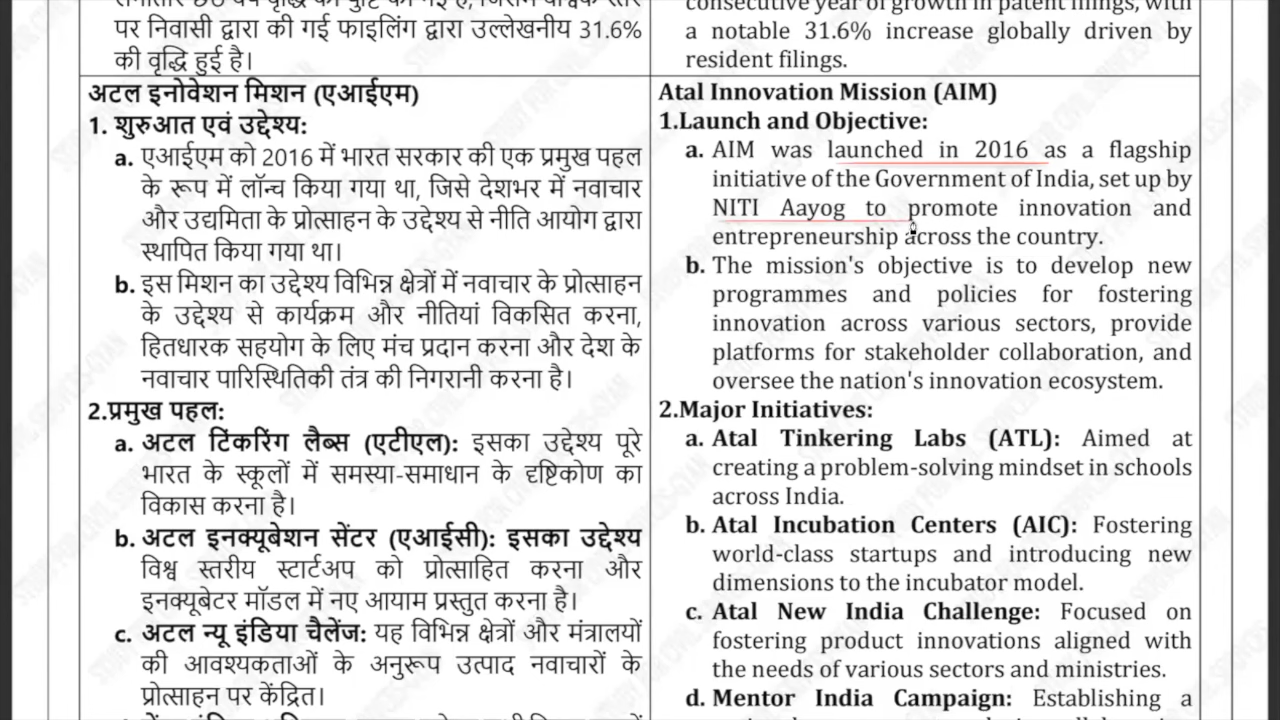 पर निवासी द्वारा की गई फाइलिंग द्वारा उल्लेखनीय 31.6%
की वृद्धि हुई है।
अटल इनोवेशन मिशन (एआईएम)
1. शुरुआत एवं उद्देश्य:
a. एआईएम को 2016 में भारत सरकार की एक प्रमुख पहल
के रूप में लॉन्च किया गया था, जिसे देशभर में नवाचार
और उद्यमिता के प्रोत्साहन के उद्देश्य से नीति आयोग द्वारा
स्थापित किया गया था।
b. इस मिशन का उद्देश्य विभिन्न क्षेत्रों में नवाचार के प्रोत्साहन
के उद्देश्य से कार्यक्रम और नीतियां विकसित करना,
हितधारक सहयोग के लिए मंच प्रदान करना और देश के
नवाचार पारिस्थितिकी तंत्र की निगरानी करना है।
2.प्रमुख पहल:
a. अटल टिंकरिंग लैब्स (एटीएल): इसका उद्देश्य पूरे
भारत के स्कूलों में समस्या-समाधान के दृष्टिकोण का
विकास करना है।
b. अटल इनक्यूबेशन सेंटर (एआईसी): इसका उद्देश्य
विश्व स्तरीय स्टार्टअप को प्रोत्साहित करना और
इनक्यूबेटर मॉडल में नए आयाम प्रस्तुत करना है।
c. अटल न्यू इंडिया चैलेंज: यह विभिन्न क्षेत्रों और मंत्रालयों
की आवश्यकताओं के अनुरूप उत्पाद नवाचारों के
प्रोत्साहन पर केंद्रित।
consecutive year of growth in patent filings, with
a notable 31.6% increase globally driven by
resident filings.
Atal Innovation Mission (AIM)
1.Launch and Objective:
a. AIM was launched in 2016 as a flagship
initiative of the Government of India, set up by
NITI Aayog to promote innovation and
entrepreneurship across the country.
b. The mission's objective is to develop new
programmes and policies for fostering
innovation across various sectors, provide
platforms for stakeholder collaboration, and
oversee the nation's innovation ecosystem.
2.Major Initiatives:
a. Atal Tinkering Labs (ATL): Aimed at
creating a problem-solving mindset in schools
across India.
b. Atal Incubation Centers (AIC): Fostering
world-class startups and introducing new
dimensions to the incubator model.
c. Atal New India Challenge: Focused on
fostering product innovations aligned with
the needs of various sectors and ministries.
d. Mentor India Campaign: Establishing a